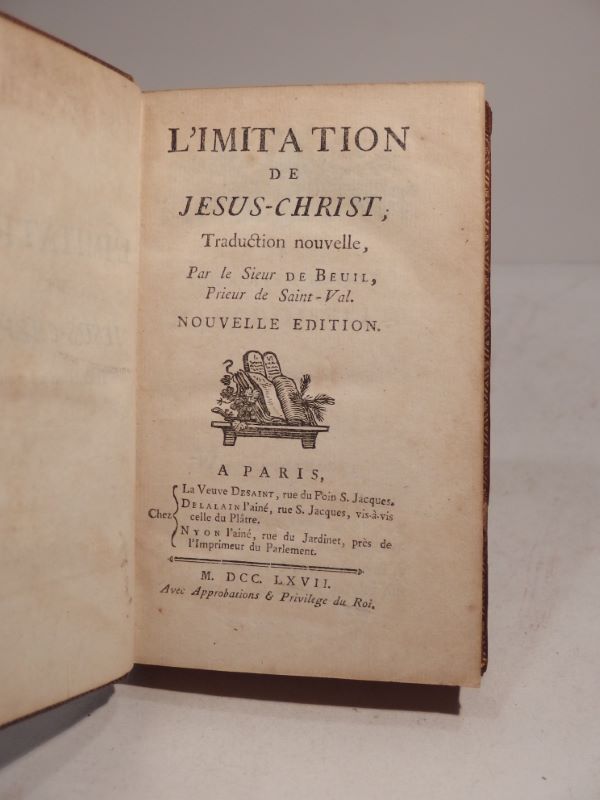 L'IMITATION
DE
JESUS-CHRIST;
Traduction nouvelle,
Par le Sieur DE BEUIL,
Prieur de Saint-Val.
NOUVELLE EDITION.
A PARIS,
Chez
La Veuve DESAINT, rue du Foin S. Jacques.
DELALAIN l'aîné, rue S. Jacques, vis-à-vis
celle du Plâtre.
NYON l'aîné, rue du Jardinet, près de
l'Imprimeur du Parlement.
M. DCC. LXVII.
Avec Approbations & Privilege du Roi.